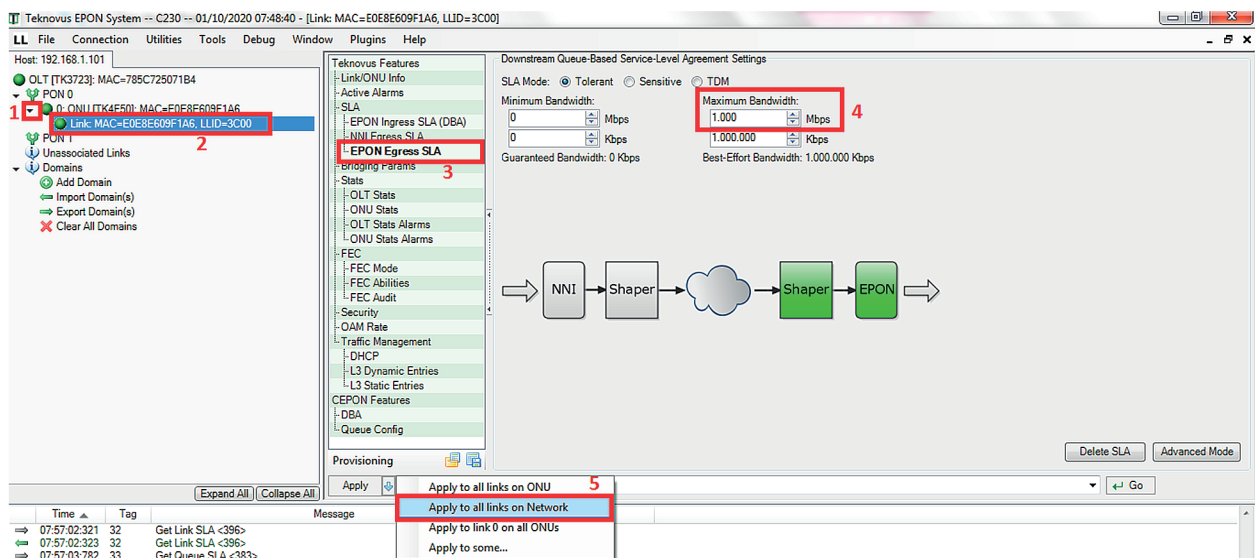 Teknovus EPON System -- C230 -- 01/10/2020 07:48:40 - [Link: MAC=E0E8E609F1A6, LLID=3C00]
LL File Connection Utilities Tools Debug Window Plugins Help
Host: 192.168.1.101
OLT [TK3723]: MAC=785C725071B4
PON 0
1
0: ONU [TK4E50]: MAC=E0E8E609F1A6
Link: MAC=E0E8E609F1A6, LLID=3C00
2
PON 1
Unassociated Links
Domains
Add Domain
Import Domain(s)
Export Domain(s)
Clear All Domains
Expand All Collapse All
Teknovus Features
Link/ONU Info
Active Alarms
SLA
EPON Ingress SLA (DBA)
NNI Egress SLA
EPON Egress SLA
3
Bridging Params
Stats
OLT Stats
ONU Stats
OLT Stats Alarms
ONU Stats Alarms
FEC
FEC Mode
FEC Abilities
FEC Audit
Security
OAM Rate
Traffic Management
DHCP
L3 Dynamic Entries
L3 Static Entries
CEPON Features
DBA
Queue Config
Provisioning
Downstream Queue-Based Service-Level Agreement Settings
SLA Mode: Tolerant Sensitive TDM
Minimum Bandwidth: Maximum Bandwidth:
0 Mbps 1.000 Mbps
4
0 Kbps 1.000.000 Kbps
Guaranteed Bandwidth: 0 Kbps Best-Effort Bandwidth: 1.000.000 Kbps
NNI Shaper Shaper EPON
Delete SLA Advanced Mode
Apply Go
Apply to all links on ONU
5
Apply to all links on Network
Apply to link 0 on all ONUs
Apply to some...
Time Tag Message
07:57:02:321 32 Get Link SLA <396>
07:57:02:323 32 Get Link SLA <396>
07:57:03:782 33 Get Queue SLA <383>